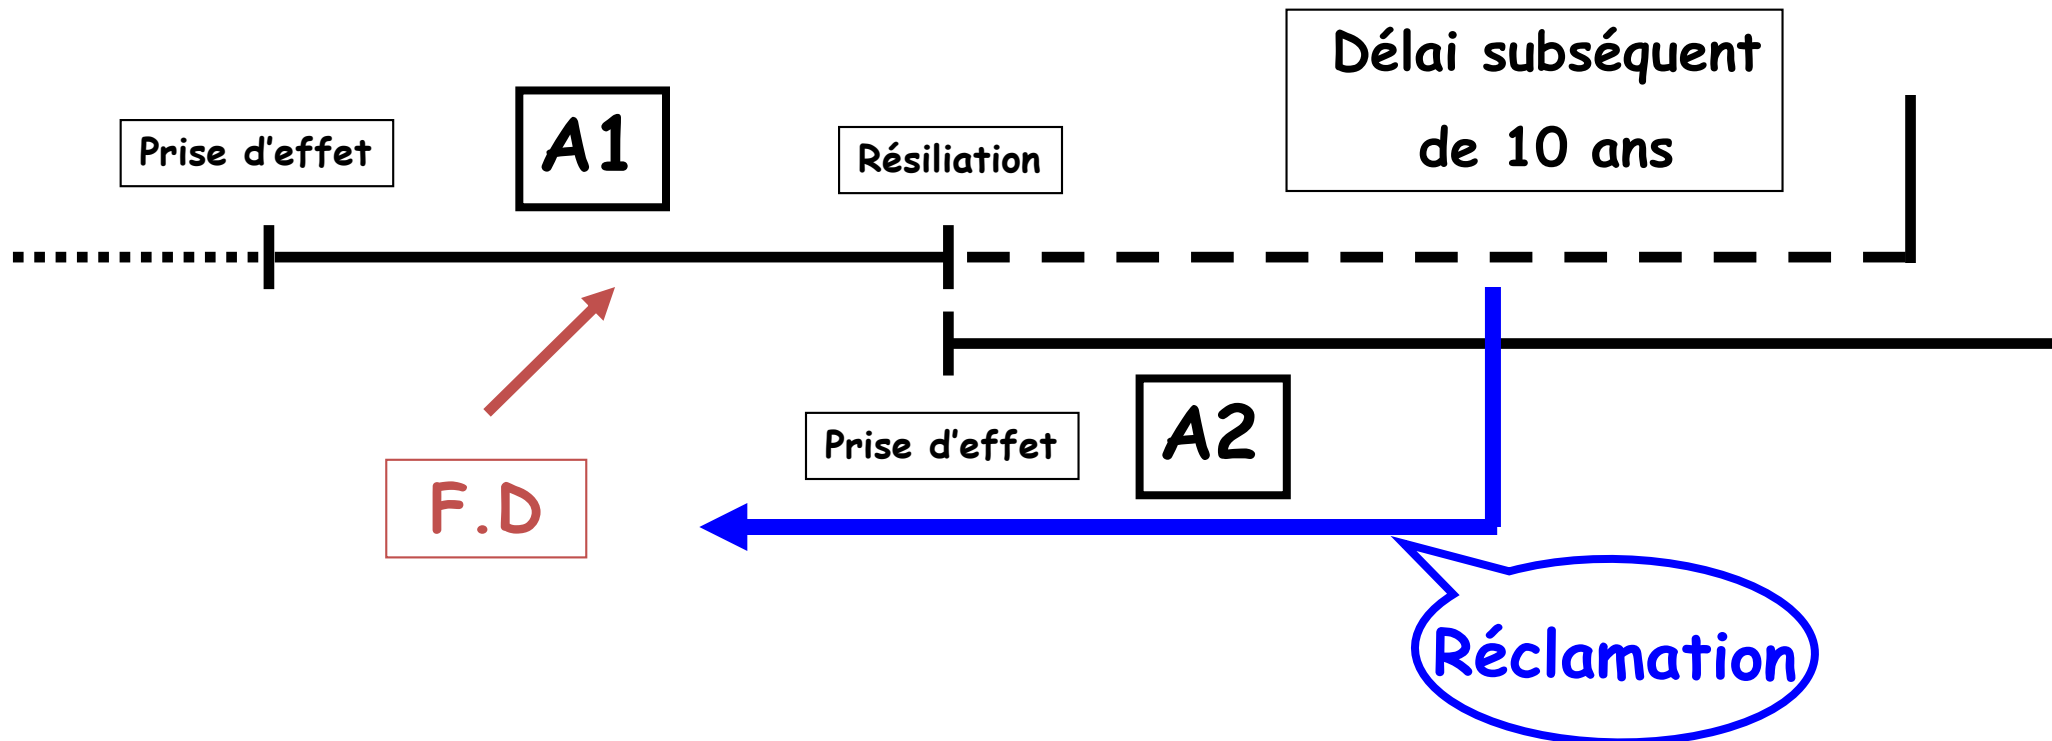 Délai subséquent
de 10 ans
Prise d’effet
A1
Résiliation
A2
Prise d’effet
F.D
Réclamation